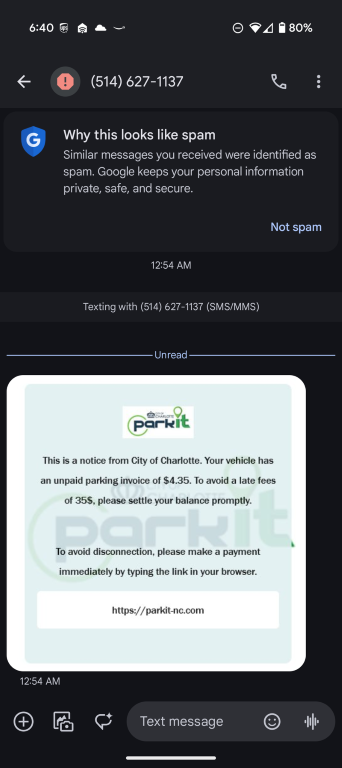 6:40
80%
(514) 627-1137
Why this looks like spam
Similar messages you received were identified as
spam. Google keeps your personal information
private, safe, and secure.
Not spam
12:54 AM
Texting with (514) 627-1137 (SMS/MMS)
Unread
parkit
This is a notice from City of Charlotte. Your vehicle has
an unpaid parking invoice of $4.35. To avoid a late fees
of 35$, please settle your balance promptly.
parkit
To avoid disconnection, please make a payment
immediately by typing the link in your browser.
https://parkit-nc.com
12:54 AM
Text message